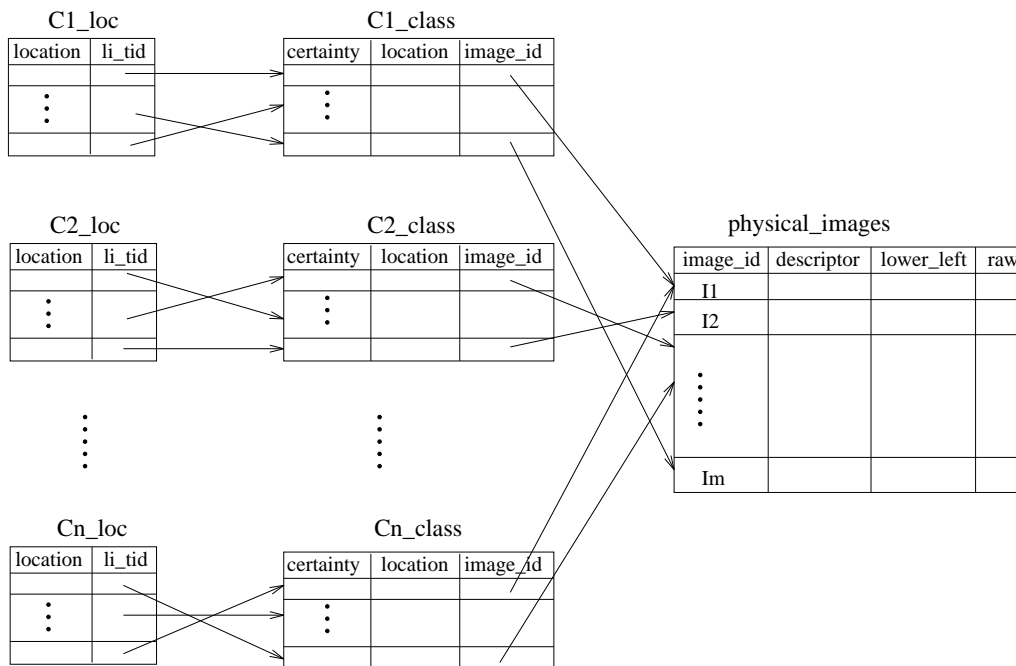 C1_loc
C1_class
location li_tid
certainty location image_id
C2_loc
C2_class
physical_images
location li_tid
certainty location image_id
image_id descriptor lower_left raw
I1
I2
Im
Cn_loc
Cn_class
location li_tid
certainty location image_id